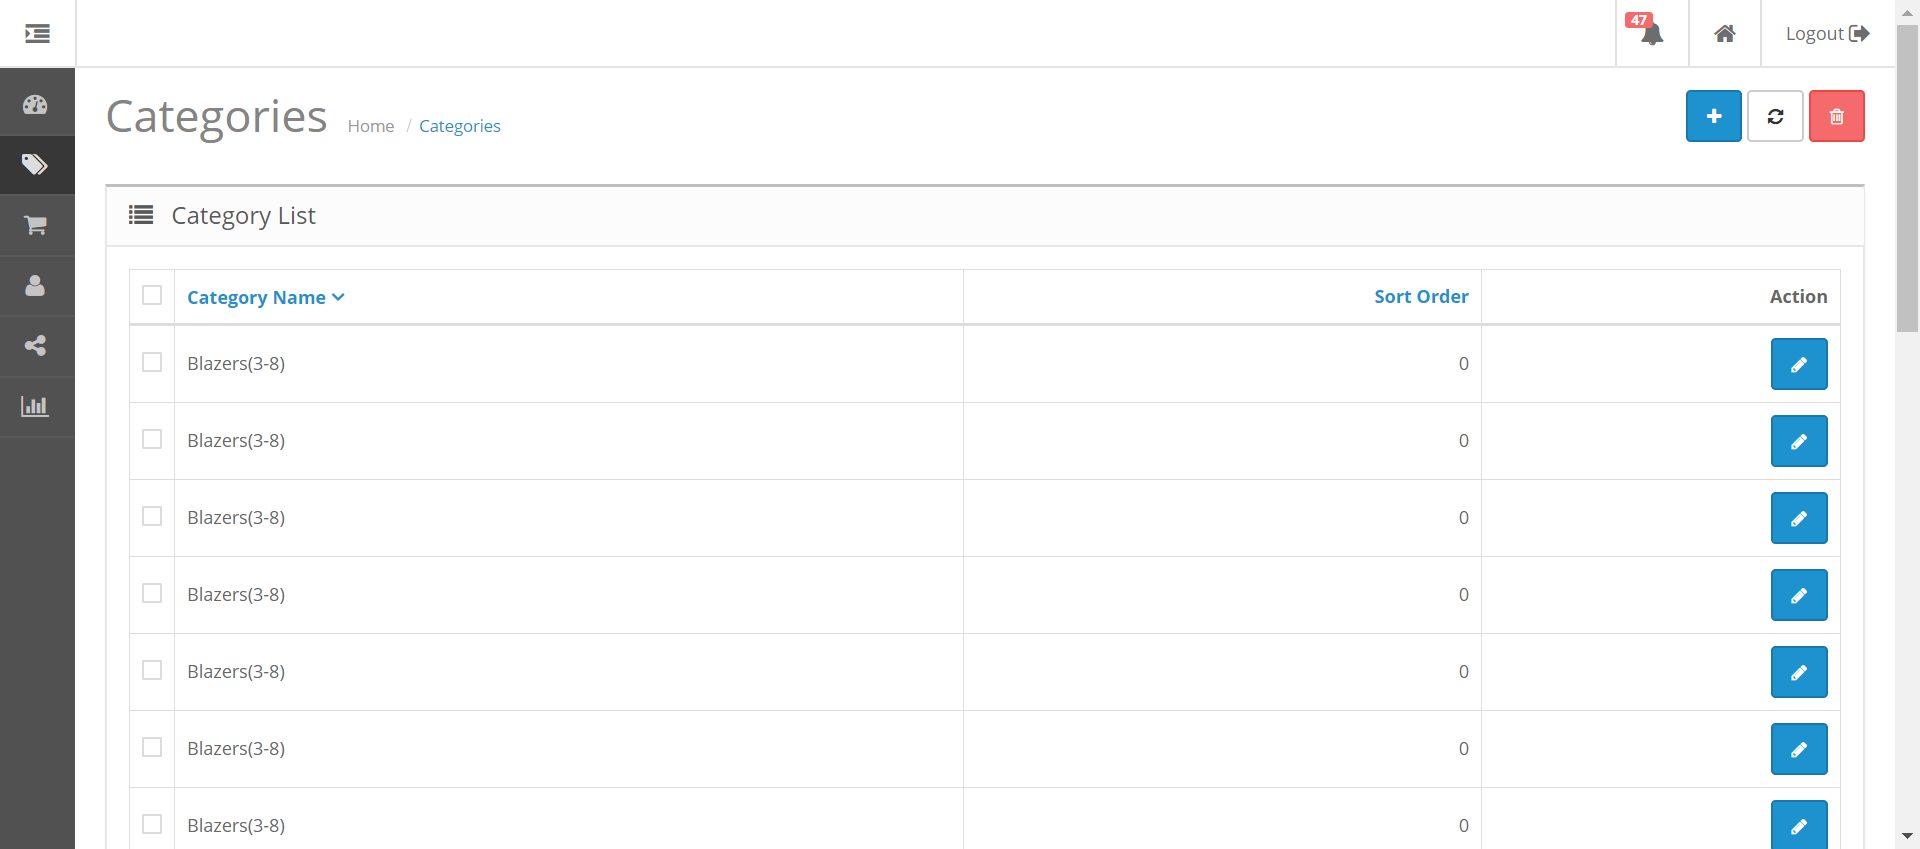 47
Logout
Categories Home / Categories
Category List
Category Name Sort Order Action
Blazers(3-8) 0
Blazers(3-8) 0
Blazers(3-8) 0
Blazers(3-8) 0
Blazers(3-8) 0
Blazers(3-8) 0
Blazers(3-8) 0